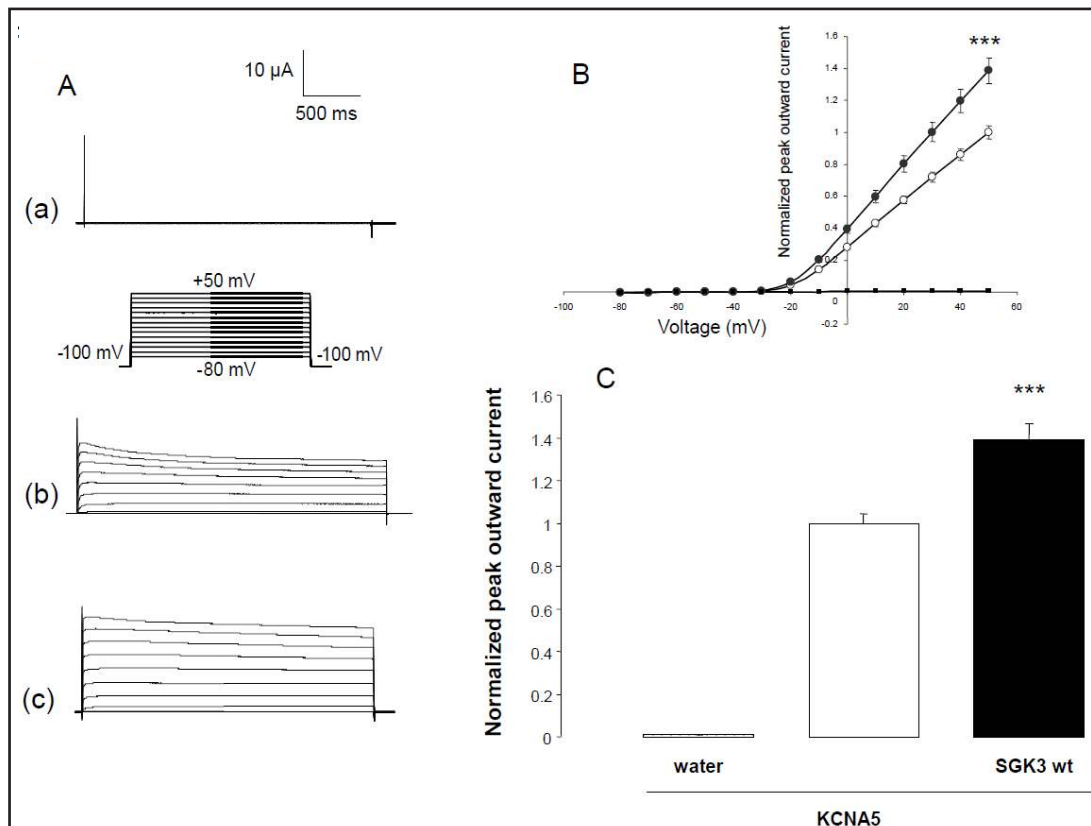 A
10 µA
500 ms
(a)
+50 mV
-100 mV
-100 mV
-80 mV
(b)
(c)
B
Normalized peak outward current
1.6
1.4
1.2
1
0.8
0.6
0.4
0.2
0
-0.2
***
-100
-80
-60
-40
-20
20
40
60
Voltage (mV)
C
Normalized peak outward current
1.6
1.4
1.2
1
0.8
0.6
0.4
0.2
0
***
water
SGK3 wt
KCNA5